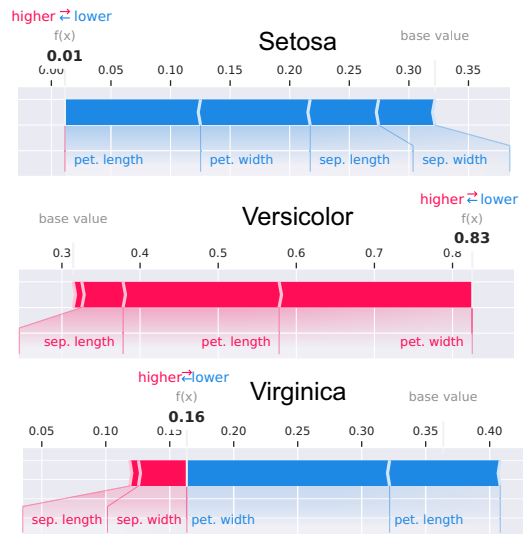 higher ⇄ lower
f(x)
0.01
Setosa
base value
0.00 0.05 0.10 0.15 0.20 0.25 0.30 0.35
pet. length pet. width sep. length sep. width
higher ⇄ lower
base value
Versicolor
f(x)
0.83
0.3 0.4 0.5 0.6 0.7 0.8
sep. length pet. length pet. width
higher⇄lower
f(x)
0.16
Virginica
base value
0.05 0.10 0.15 0.20 0.25 0.30 0.35 0.40
sep. length sep. width pet. width pet. length